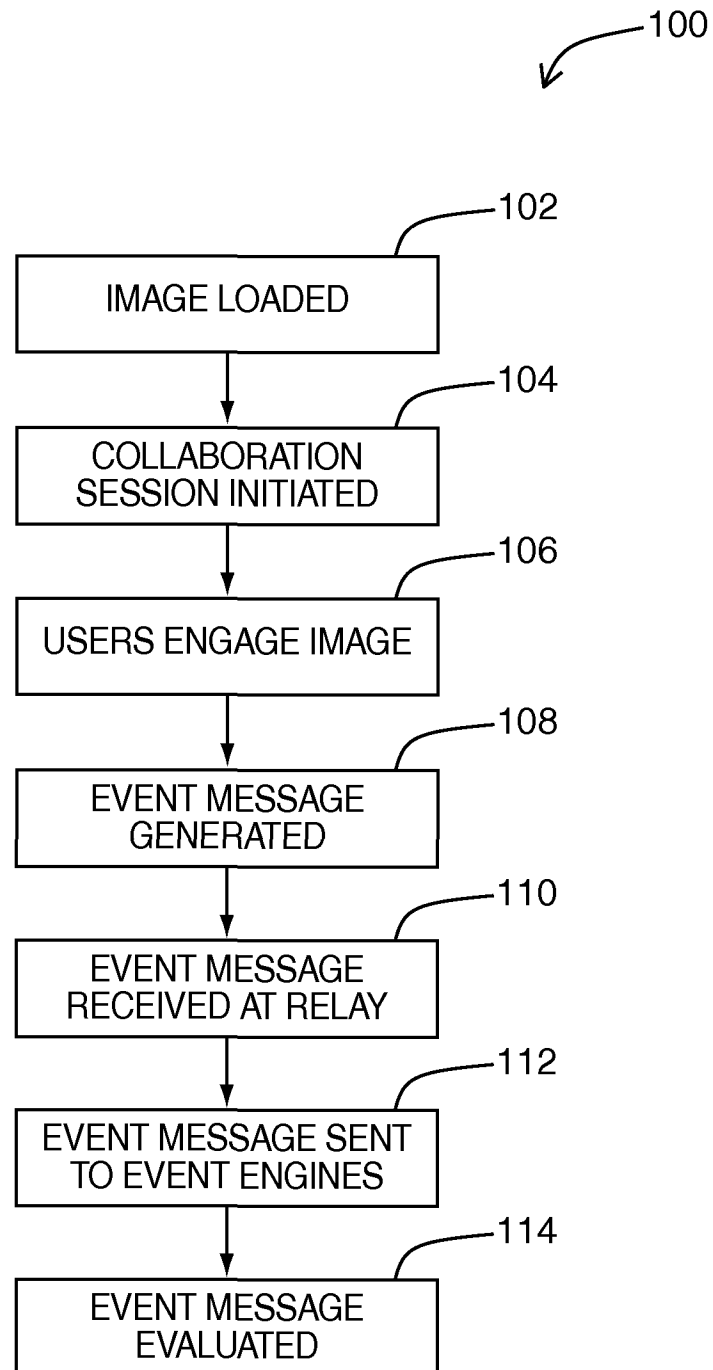 100
102
IMAGE LOADED
104
COLLABORATION
SESSION INITIATED
106
USERS ENGAGE IMAGE
108
EVENT MESSAGE
GENERATED
110
EVENT MESSAGE
RECEIVED AT RELAY
112
EVENT MESSAGE SENT
TO EVENT ENGINES
114
EVENT MESSAGE
EVALUATED